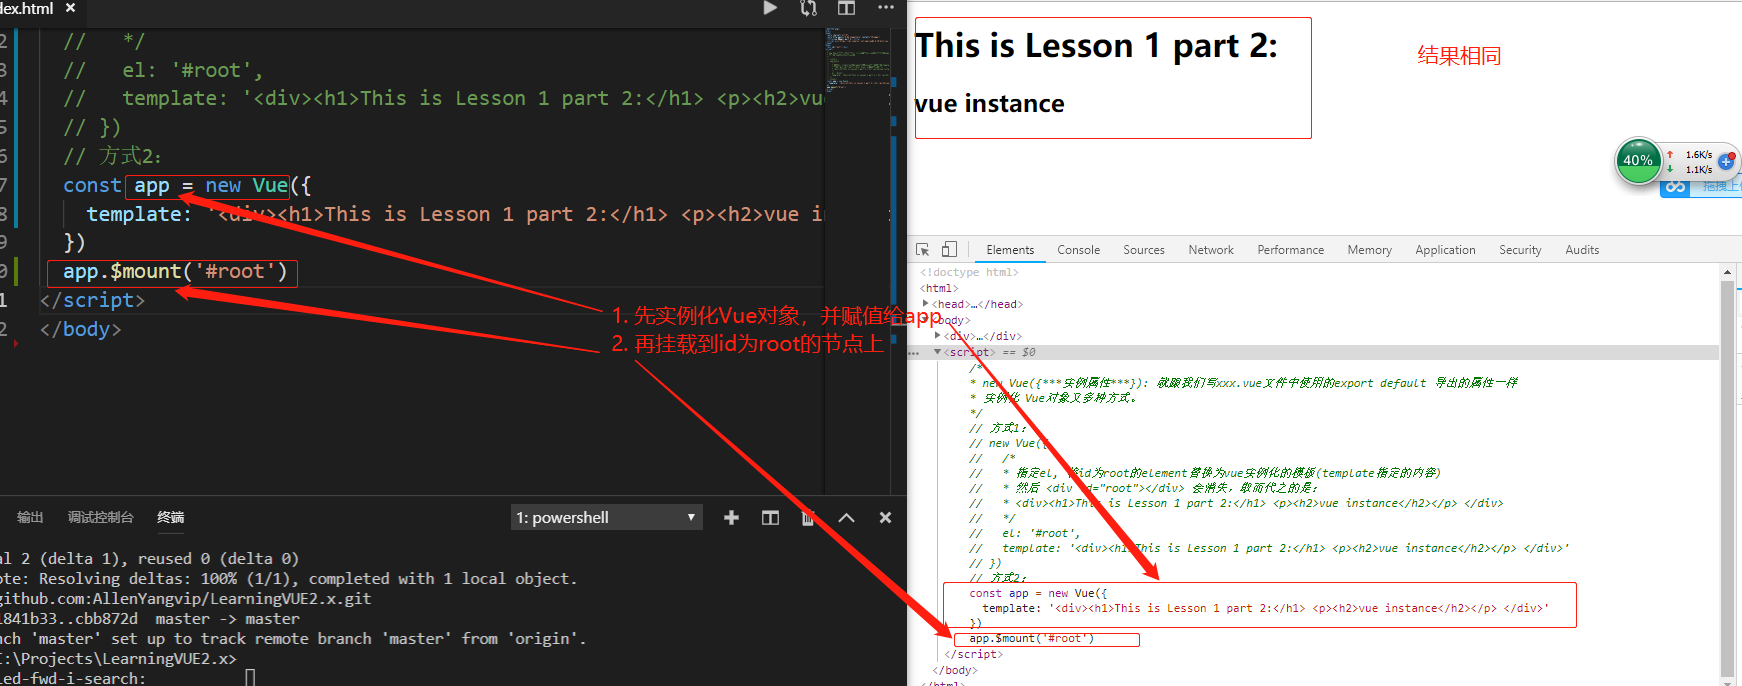 dex.html ×
2 // */
3 // el: '#root',
4 // template: '<div><h1>This is Lesson 1 part 2:</h1> <p><h2>vu
5 // })
6 // 方式2:
7 const app = new Vue({
8 template: '<div><h1>This is Lesson 1 part 2:</h1> <p><h2>vue i
9 })
0 app.$mount('#root')
1 </script>
2 </body>
1. 先实例化Vue对象，并赋值给app
2. 再挂载到id为root的节点上
输出 调试控制台 终端 1: powershell
al 2 (delta 1), reused 0 (delta 0)
ote: Resolving deltas: 100% (1/1), completed with 1 local object.
github.com:AllenYangvip/LearningVUE2.x.git
1841b33..cbb872d master -> master
nch 'master' set up to track remote branch 'master' from 'origin'.
E:\Projects\LearningVUE2.x>
led-fwd-i-search:
This is Lesson 1 part 2:
vue instance
结果相同
40%
1.6K/s
1.1K/s
拖拽上
Elements Console Sources Network Performance Memory Application Security Audits
<!doctype html>
<html>
<head>…</head>
<body>
<div>…</div>
<script> == $0
/*
* new Vue({***实例属性***}): 就跟我们写xxx.vue文件中使用的export default 导出的属性一样
* 实例化 Vue对象又多种方式。
*/
// 方式1:
// new Vue({
// /*
// * 指定el, 将id为root的element替换为vue实例化的模板(template指定的内容)
// * 然后 <div id="root"></div> 会消失，取而代之的是:
// * <div><h1>This is Lesson 1 part 2:</h1> <p><h2>vue instance</h2></p> </div>
// */
// el: '#root',
// template: '<div><h1>This is Lesson 1 part 2:</h1> <p><h2>vue instance</h2></p> </div>'
// })
// 方式2:
const app = new Vue({
template: '<div><h1>This is Lesson 1 part 2:</h1> <p><h2>vue instance</h2></p> </div>'
})
app.$mount('#root')
</script>
</body>
</html>